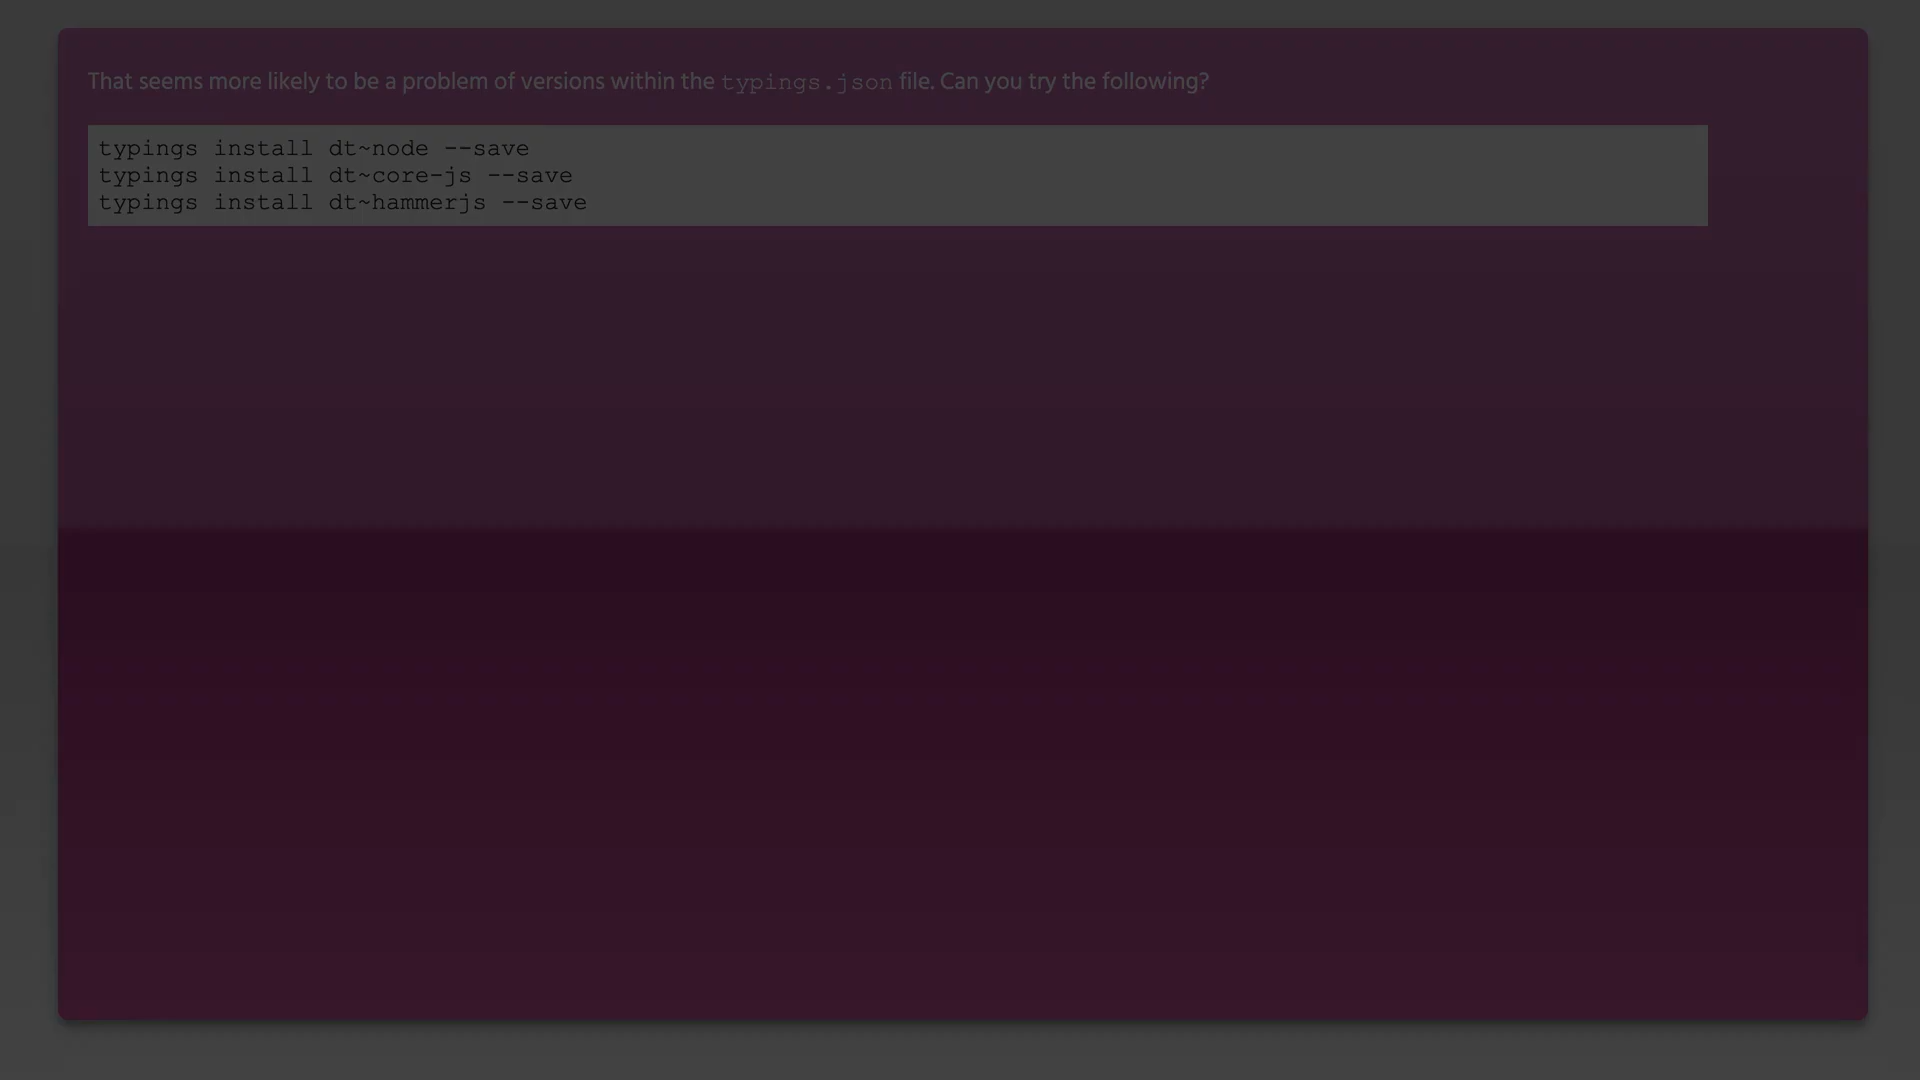 That seems more likely to be a problem of versions within the typings.json file. Can you try the following?
typings install dt~node --save
typings install dt~core-js --save
typings install dt~hammerjs --save